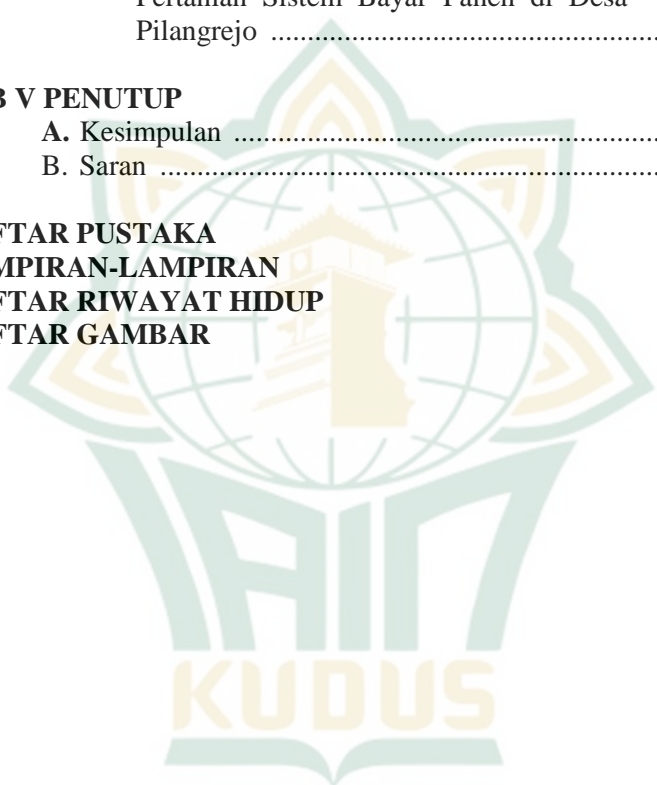 Pertanian Sistem Bayar Panen di Desa
Pilangrejo ....................................................
B V PENUTUP
A. Kesimpulan ..........................................................
B. Saran ....................................................................
FTAR PUSTAKA
MPIRAN-LAMPIRAN
FTAR RIWAYAT HIDUP
FTAR GAMBAR
IAIN
KUDUS